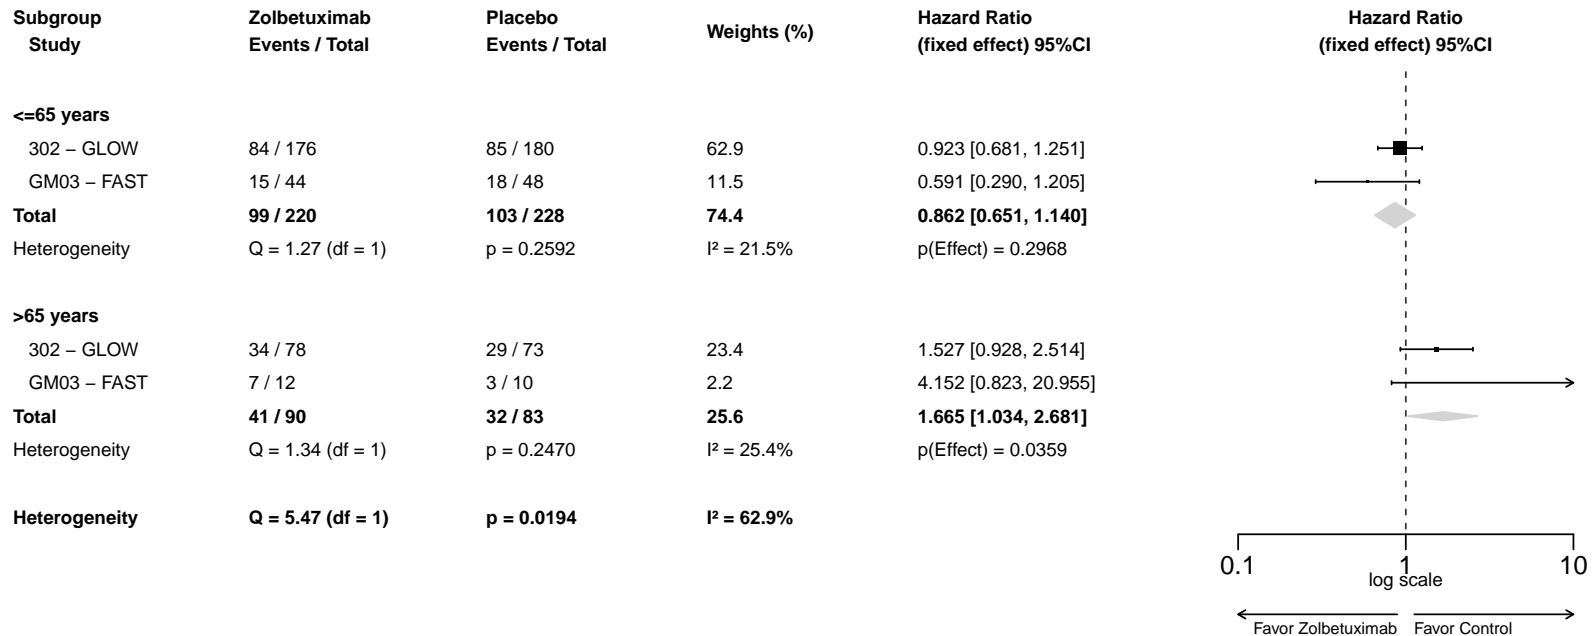 Subgroup Zolbetuximab Placebo Weights (%) Hazard Ratio Hazard Ratio
Study Events / Total Events / Total (fixed effect) 95%CI (fixed effect) 95%CI
<=65 years
302 – GLOW 84 / 176 85 / 180 62.9 0.923 [0.681, 1.251]
GM03 – FAST 15 / 44 18 / 48 11.5 0.591 [0.290, 1.205]
Total 99 / 220 103 / 228 74.4 0.862 [0.651, 1.140]
Heterogeneity Q = 1.27 (df = 1) p = 0.2592 I² = 21.5% p(Effect) = 0.2968
>65 years
302 – GLOW 34 / 78 29 / 73 23.4 1.527 [0.928, 2.514]
GM03 – FAST 7 / 12 3 / 10 2.2 4.152 [0.823, 20.955]
Total 41 / 90 32 / 83 25.6 1.665 [1.034, 2.681]
Heterogeneity Q = 1.34 (df = 1) p = 0.2470 I² = 25.4% p(Effect) = 0.0359
Heterogeneity Q = 5.47 (df = 1) p = 0.0194 I² = 62.9%
0.1 1 10
log scale
Favor Zolbetuximab Favor Control